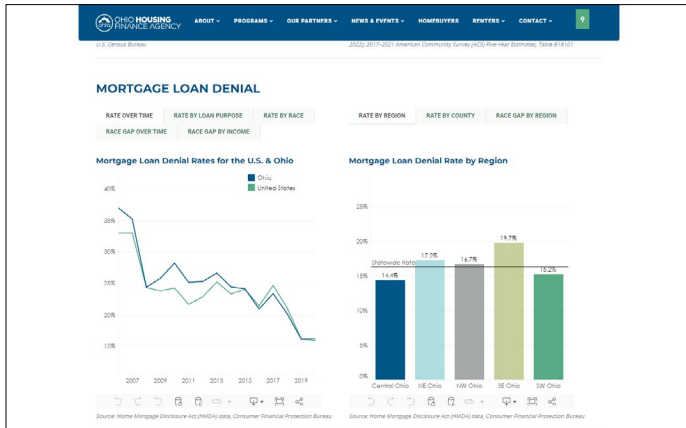 OHIO HOUSING
FINANCE AGENCY
ABOUT
PROGRAMS
OUR PARTNERS
NEWS & EVENTS
HOMEBUYERS
RENTERS
CONTACT
U.S. Census Bureau
2022); 2017–2021 American Community Survey (ACS) Five-Year Estimates, Table B18101
MORTGAGE LOAN DENIAL
RATE OVER TIME
RATE BY LOAN PURPOSE
RATE BY RACE
RACE GAP OVER TIME
RACE GAP BY INCOME
RATE BY REGION
RATE BY COUNTY
RACE GAP BY REGION
Mortgage Loan Denial Rates for the U.S. & Ohio
Ohio
United States
40%
35%
30%
25%
20%
15%
2007 2009 2011 2013 2015 2017 2019
Source: Home Mortgage Disclosure Act (HMDA) data, Consumer Financial Protection Bureau
Mortgage Loan Denial Rate by Region
25%
20%
15%
10%
5%
0%
Statewide Rate
14.4%
17.2%
16.7%
19.7%
15.2%
Central Ohio NE Ohio NW Ohio SE Ohio SW Ohio
Source: Home Mortgage Disclosure Act (HMDA) data, Consumer Financial Protection Bureau